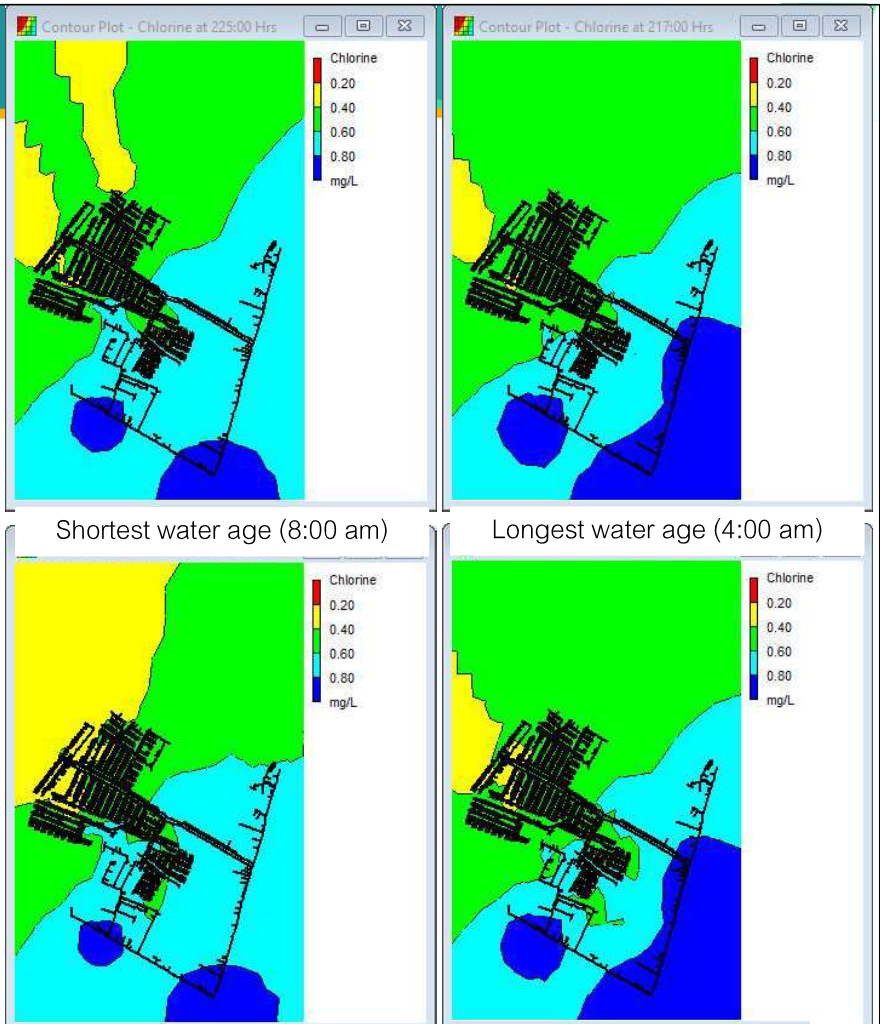 Contour Plot - Chlorine at 225:00 Hrs
Chlorine
0.20
0.40
0.60
0.80
mg/L
Contour Plot - Chlorine at 217:00 Hrs
Chlorine
0.20
0.40
0.60
0.80
mg/L
Shortest water age (8:00 am)
Longest water age (4:00 am)
Chlorine
0.20
0.40
0.60
0.80
mg/L
Chlorine
0.20
0.40
0.60
0.80
mg/L